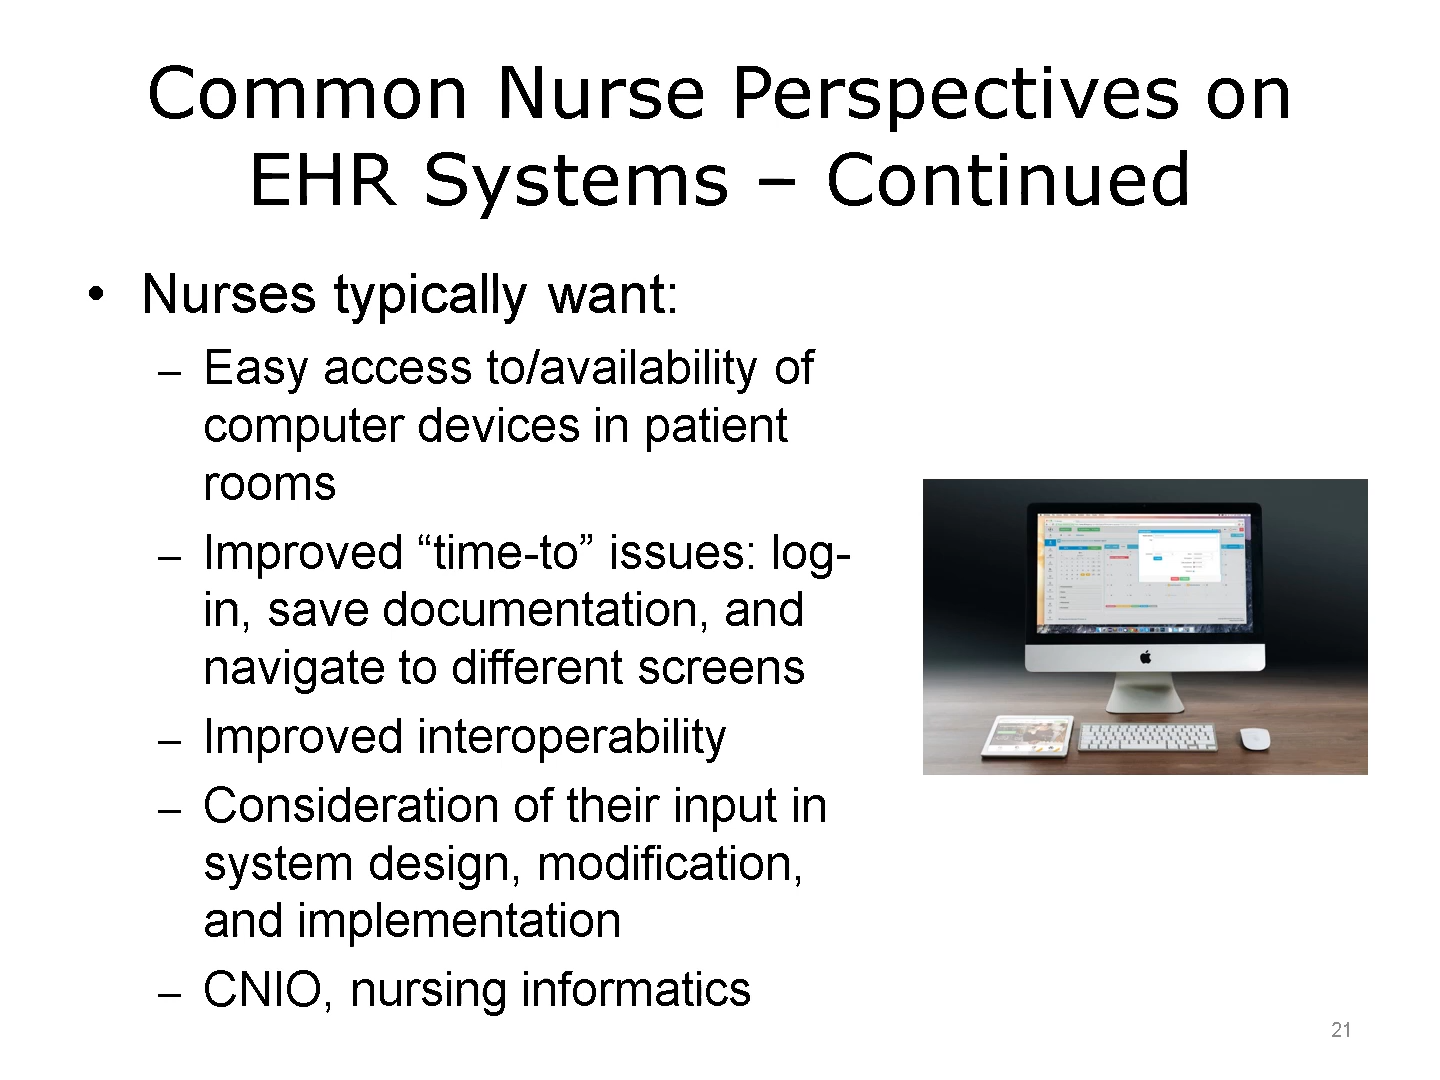 Common Nurse Perspectives on
EHR Systems – Continued
• Nurses typically want:
– Easy access to/availability of
computer devices in patient
rooms
– Improved “time-to” issues: log-
in, save documentation, and
navigate to different screens
– Improved interoperability
– Consideration of their input in
system design, modification,
and implementation
– CNIO, nursing informatics
21